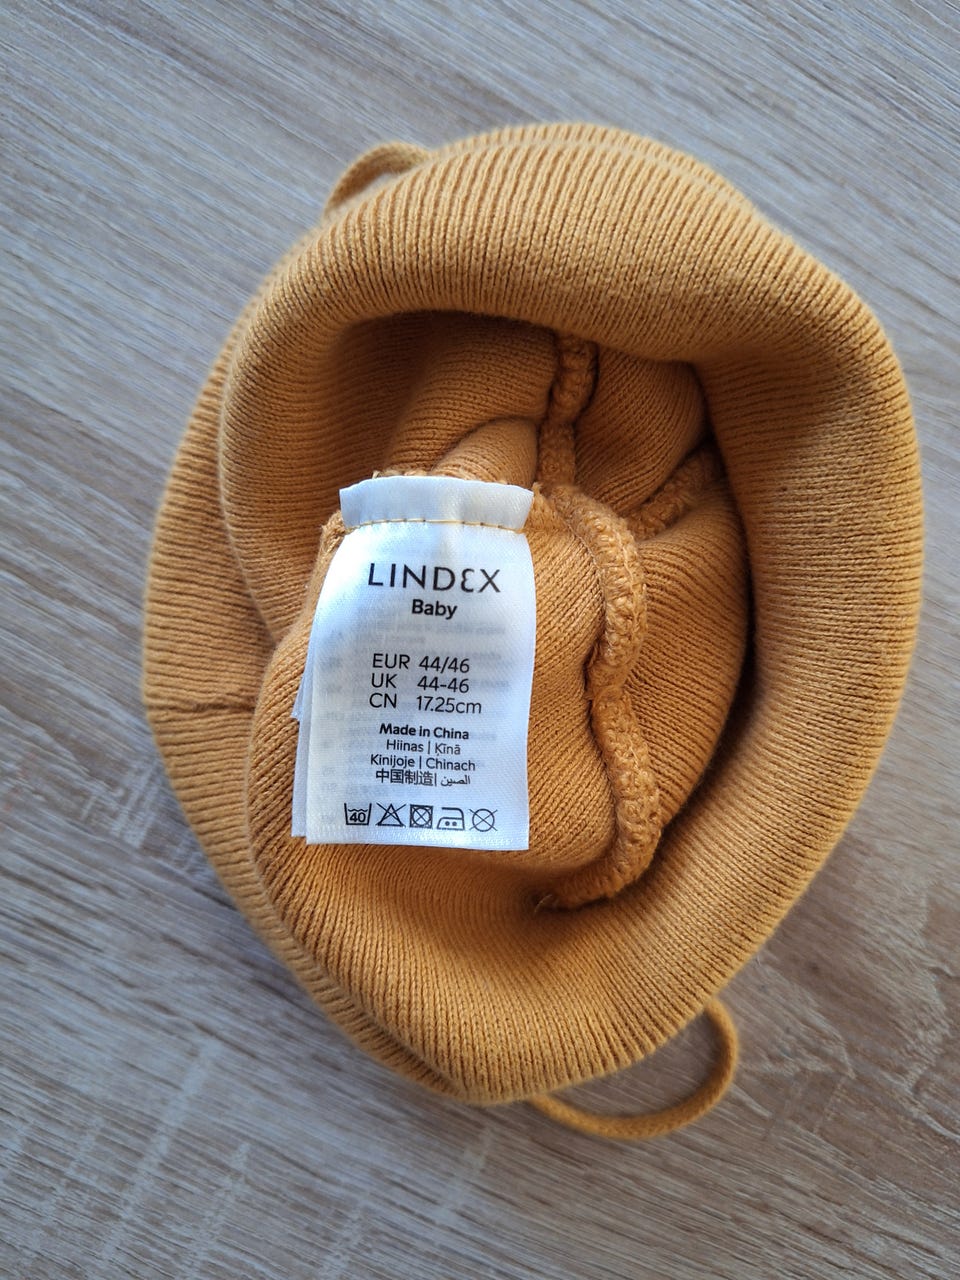 LINDEX
Baby
EUR 44/46
UK 44-46
CN 17.25cm
Made in China
Hiinas | Ķīnā
Kinijoje | Chinach
中国制造| الصين
40